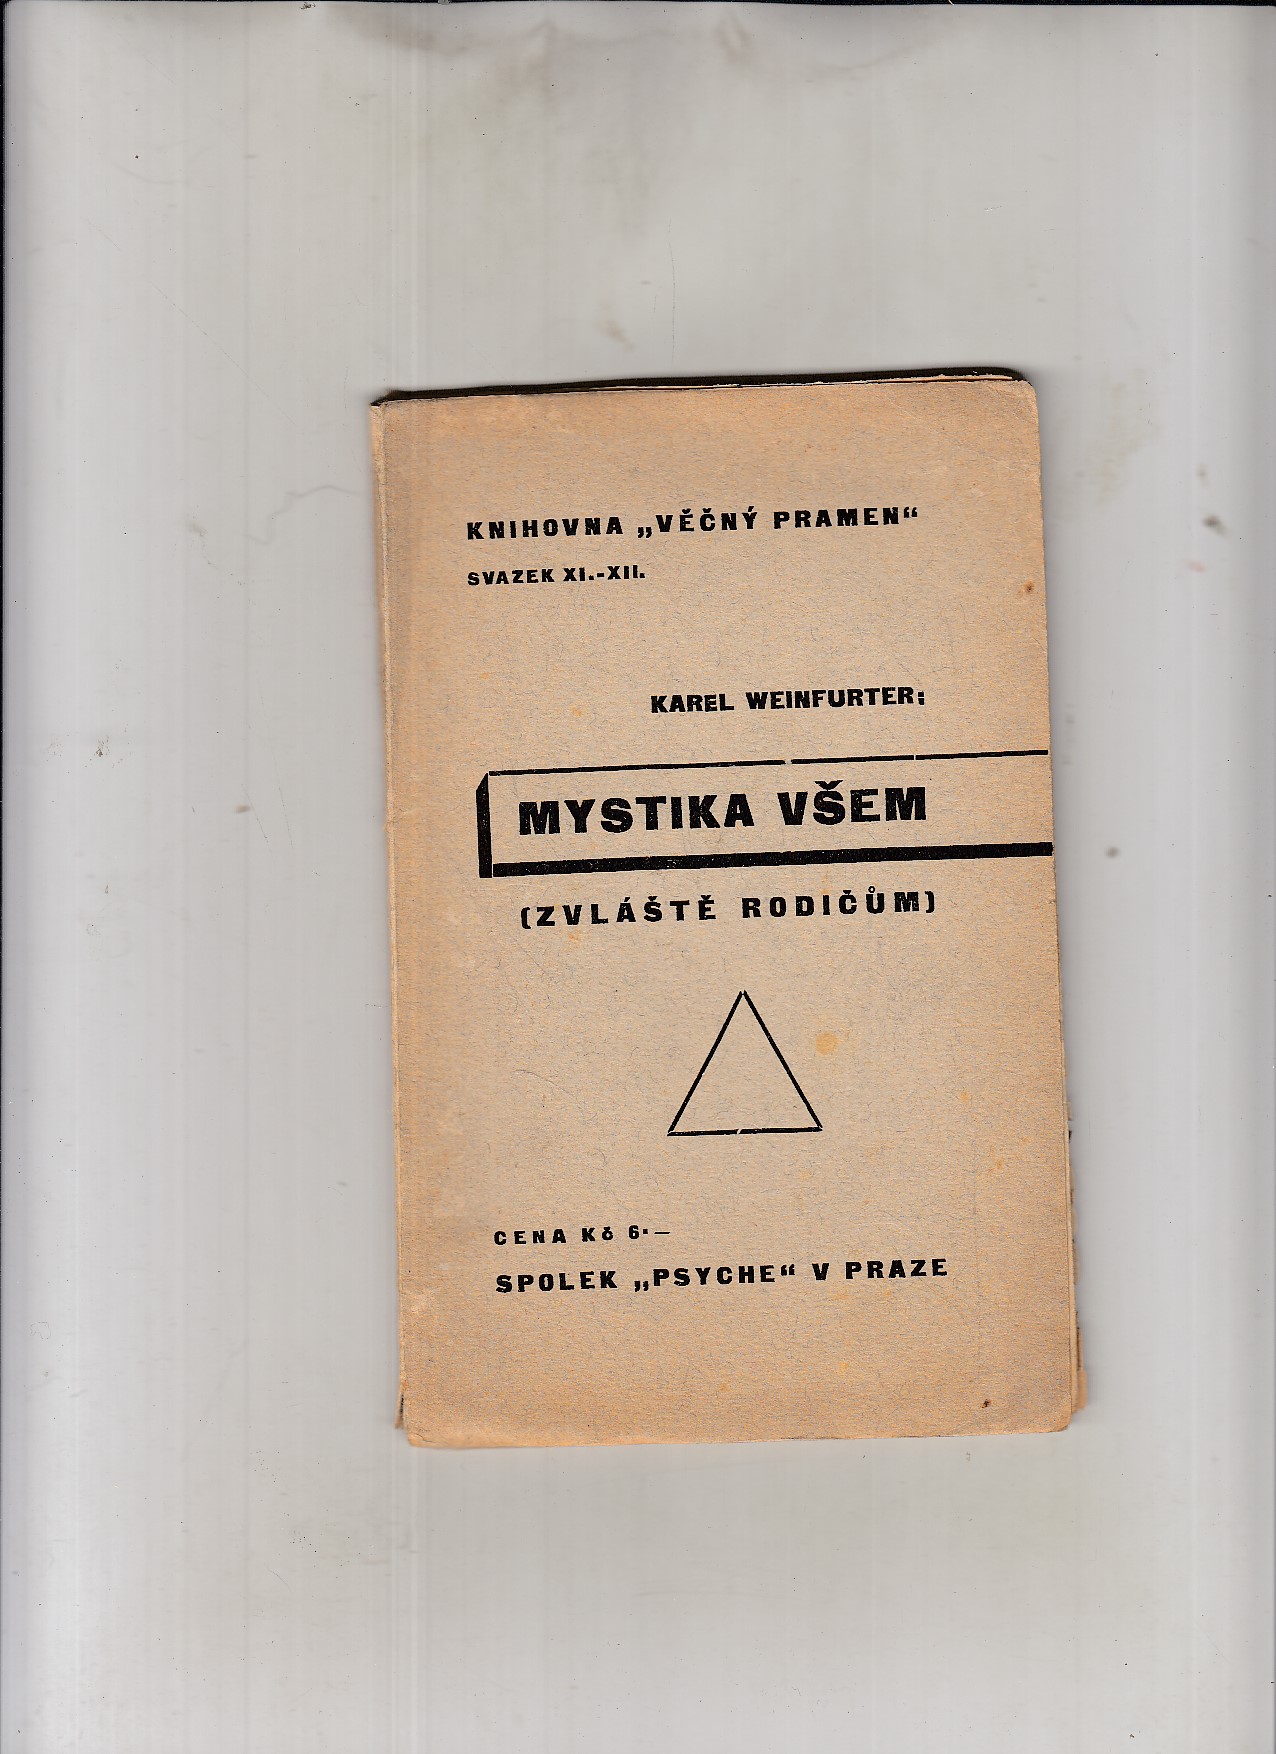 KNIHOVNA „VĚČNÝ PRAMEN“
SVAZEK XI.-XII.
KAREL WEINFURTER:
MYSTIKA VŠEM
(ZVLÁŠTĚ RODIČŮM)
CENA Kč 6·—
SPOLEK „PSYCHE“ V PRAZE